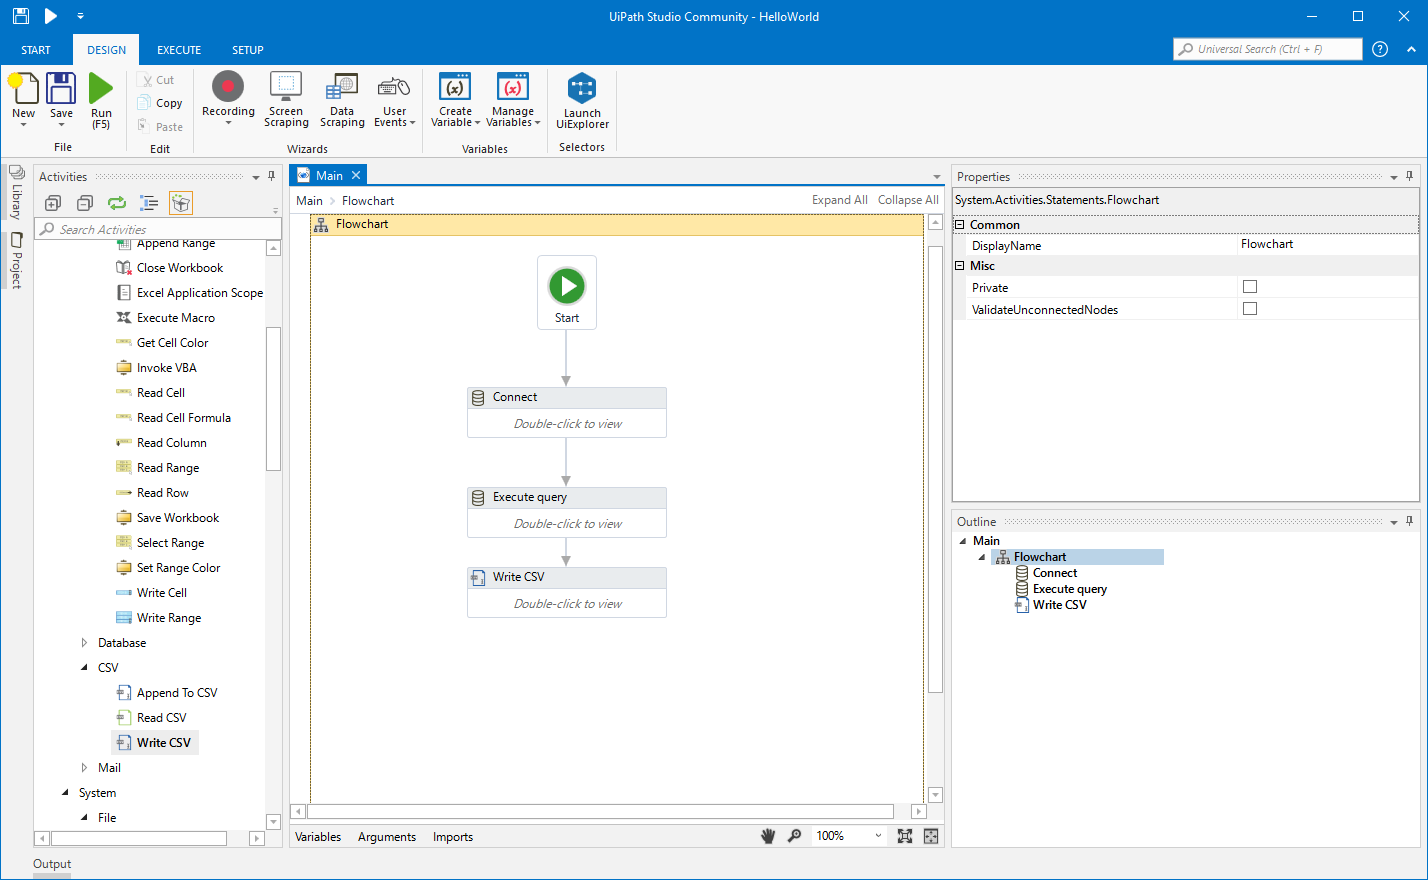 UiPath Studio Community - HelloWorld
START
DESIGN
EXECUTE
SETUP
Universal Search (Ctrl + F)
New
Save
Run
(F5)
Cut
Copy
Paste
Recording
Screen
Scraping
Data
Scraping
User
Events
Create
Variable
Manage
Variables
Launch
UiExplorer
File
Edit
Wizards
Variables
Selectors
Library
Project
Activities
Search Activities
Append Range
Close Workbook
Excel Application Scope
Execute Macro
Get Cell Color
Invoke VBA
Read Cell
Read Cell Formula
Read Column
Read Range
Read Row
Save Workbook
Select Range
Set Range Color
Write Cell
Write Range
Database
CSV
Append To CSV
Read CSV
Write CSV
Mail
System
File
Output
Main
Main > Flowchart
Expand All
Collapse All
Flowchart
Start
Connect
Double-click to view
Execute query
Double-click to view
Write CSV
Double-click to view
Variables
Arguments
Imports
100%
Properties
System.Activities.Statements.Flowchart
Common
DisplayName
Flowchart
Misc
Private
ValidateUnconnectedNodes
Outline
Main
Flowchart
Connect
Execute query
Write CSV